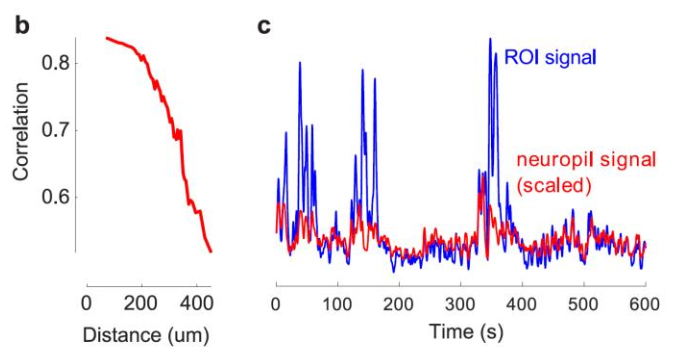 b
0.8
0.7
0.6
Correlation
0 200 400
Distance (um)
c
ROI signal
neuropil signal
(scaled)
0 100 200 300 400 500 600
Time (s)